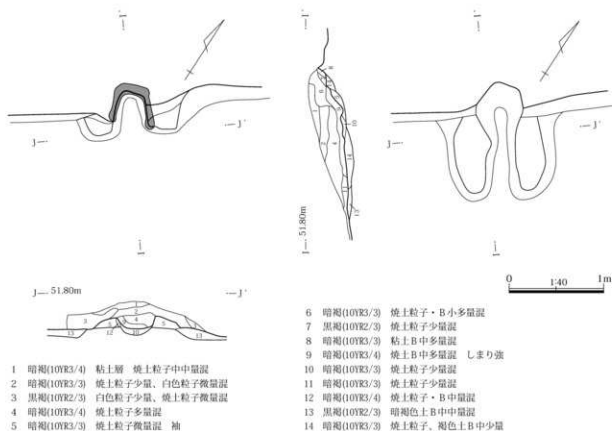 I
I
J
J'
J
J'
I
I
51.80m
I
I'
J 51.80m J'
0 1:40 1m
1 暗褐(10YR3/4) 粘土層 焼土粒子中中量混
2 暗褐(10YR3/3) 焼土粒子少量、白色粒子微量混
3 黒褐(10YR2/3) 白色粒子少量、焼土粒子微量混
4 暗褐(10YR3/4) 焼土粒子多量混
5 暗褐(10YR3/3) 焼土粒子微量混 袖
6 暗褐(10YR3/3) 焼土粒子・B小多量混
7 黒褐(10YR2/3) 焼土粒子少量混
8 暗褐(10YR3/3) 粘土B中多量混
9 暗褐(10YR3/4) 焼土B中多量混 しまり強
10 暗褐(10YR3/3) 焼土粒子少量混
11 暗褐(10YR3/3) 焼土粒子少量混
12 暗褐(10YR3/4) 焼土粒子・B中量混
13 黒褐(10YR2/3) 暗褐色土B中中量混
14 暗褐(10YR3/3) 焼土粒子、褐色土B中少量